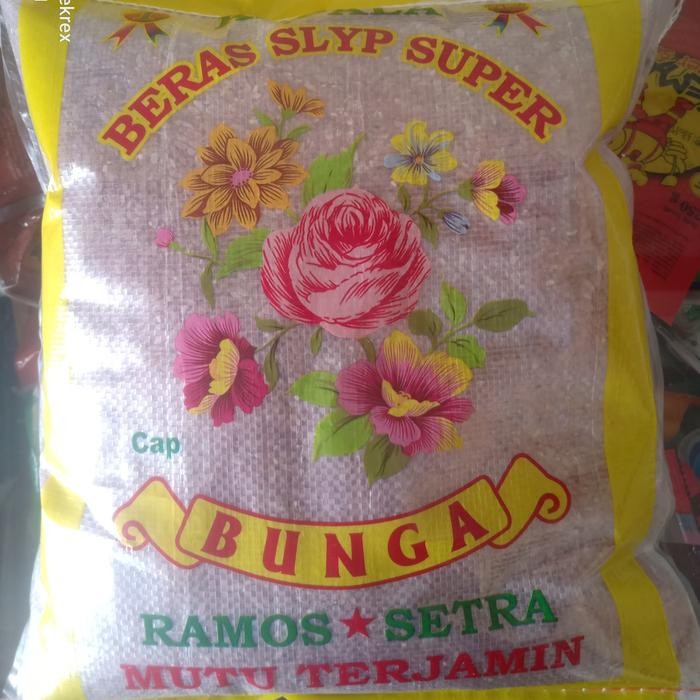 BERAS SLYP SUPER
Cap
BUNGA
RAMOS ★ SETRA
MUTU TERJAMIN